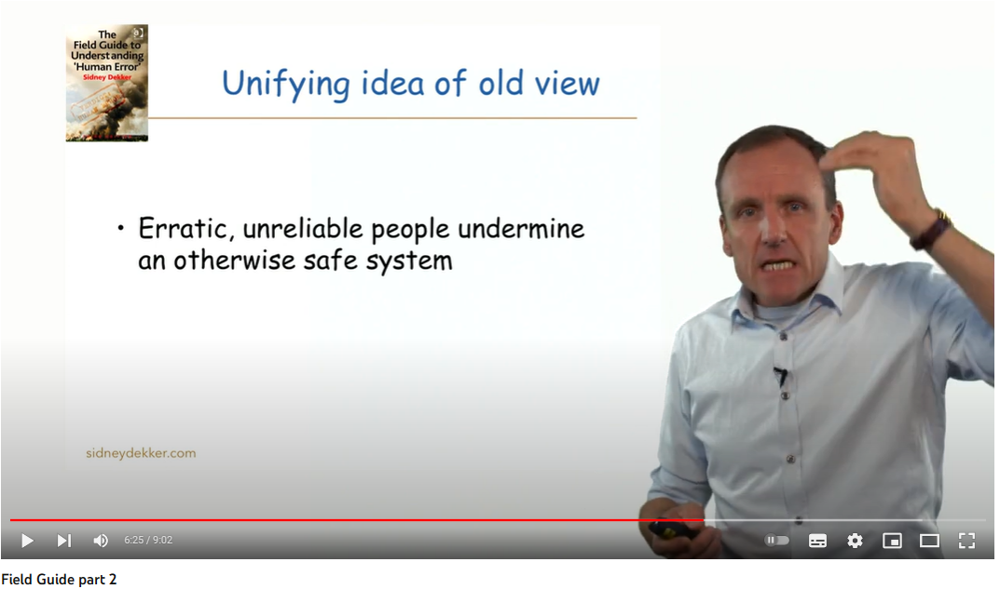 The
Field Guide to
Understanding
'Human Error'
Sidney Dekker
Unifying idea of old view
• Erratic, unreliable people undermine
an otherwise safe system
sidneydekker.com
6:25 / 9:02
Field Guide part 2